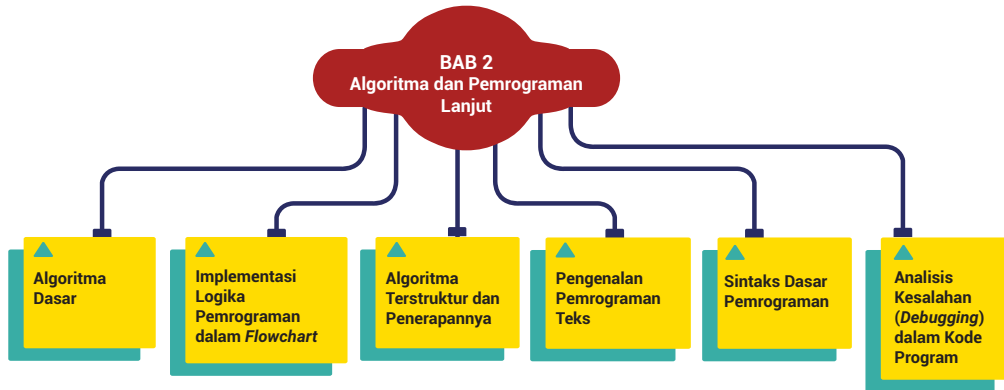 BAB 2
Algoritma dan Pemrograman
Lanjut
Algoritma
Dasar
Implementasi
Logika
Pemrograman
dalam Flowchart
Algoritma
Terstruktur dan
Penerapannya
Pengenalan
Pemrograman
Teks
Sintaks Dasar
Pemrograman
Analisis
Kesalahan
(Debugging)
dalam Kode
Program